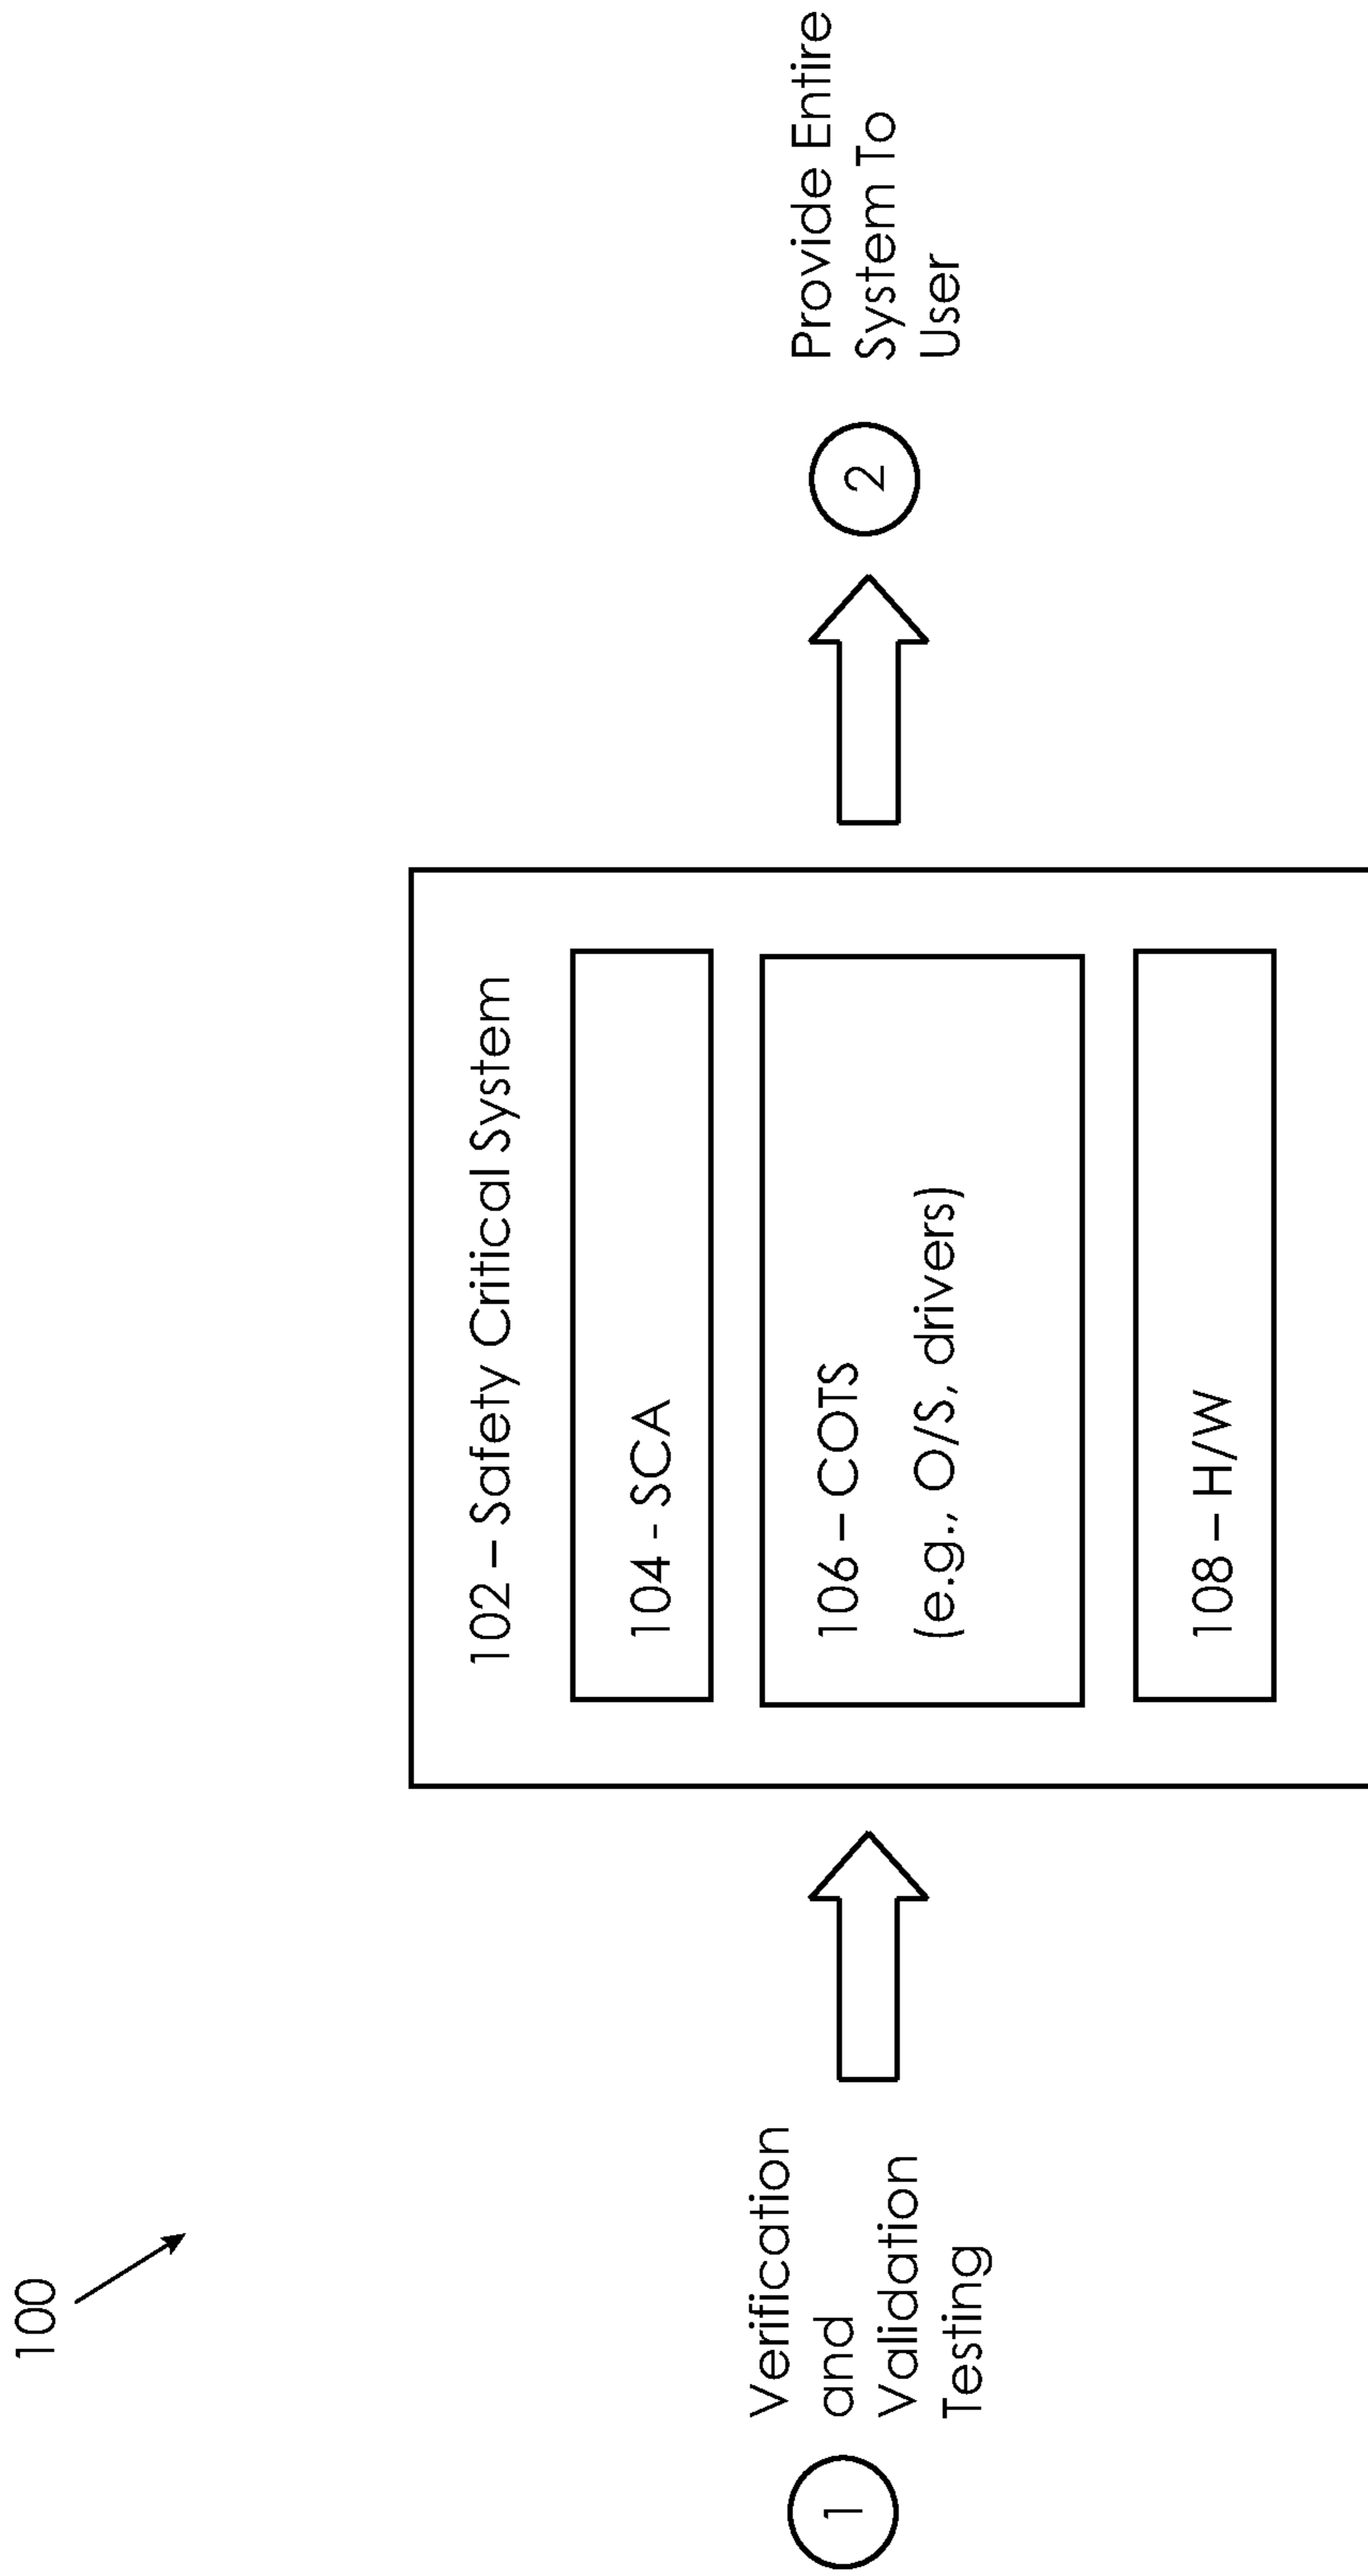 100
1
Verification
and
Validation
Testing
102 – Safety Critical System
104 - SCA
106 – COTS
(e.g., O/S, drivers)
108 – H/W
2
Provide Entire
System To
User